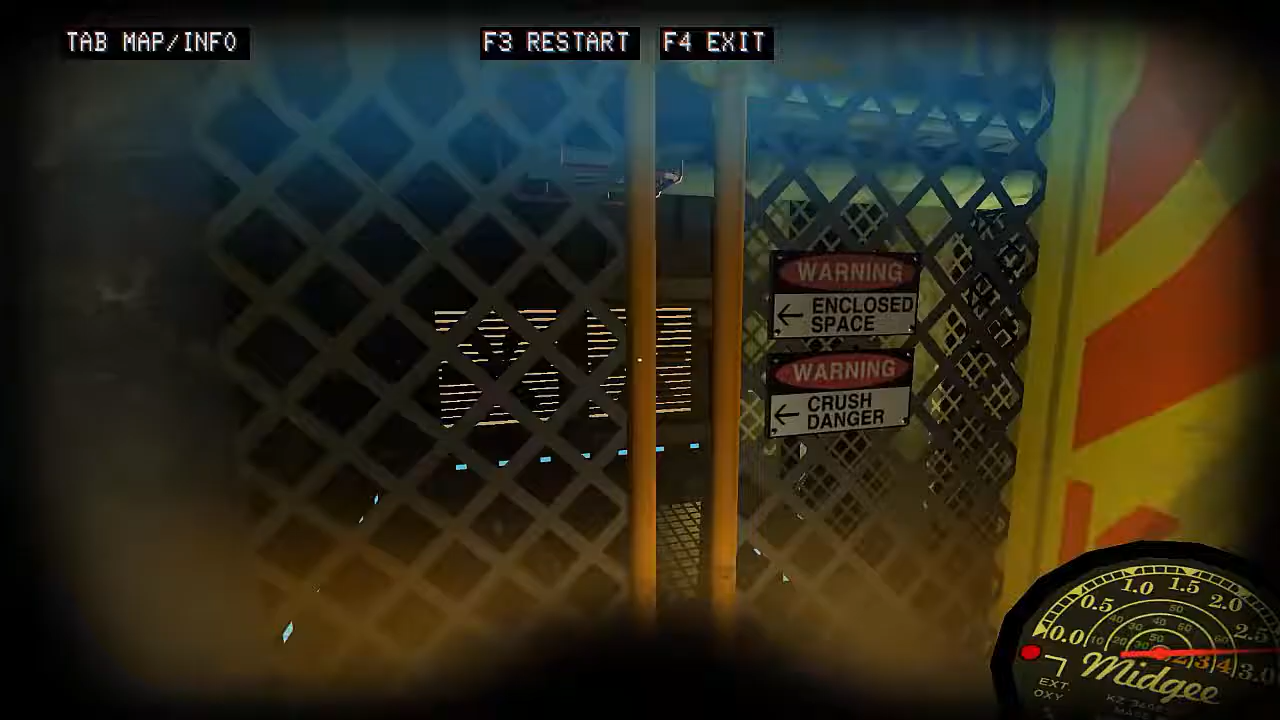 TAB MAP/INFO
F3 RESTART
F4 EXIT
WARNING
← ENCLOSED
SPACE
WARNING
← CRUSH
DANGER
0.0 0.5 1.0 1.5 2.0 2.5 3.0
Midgee
EXT.
OXY